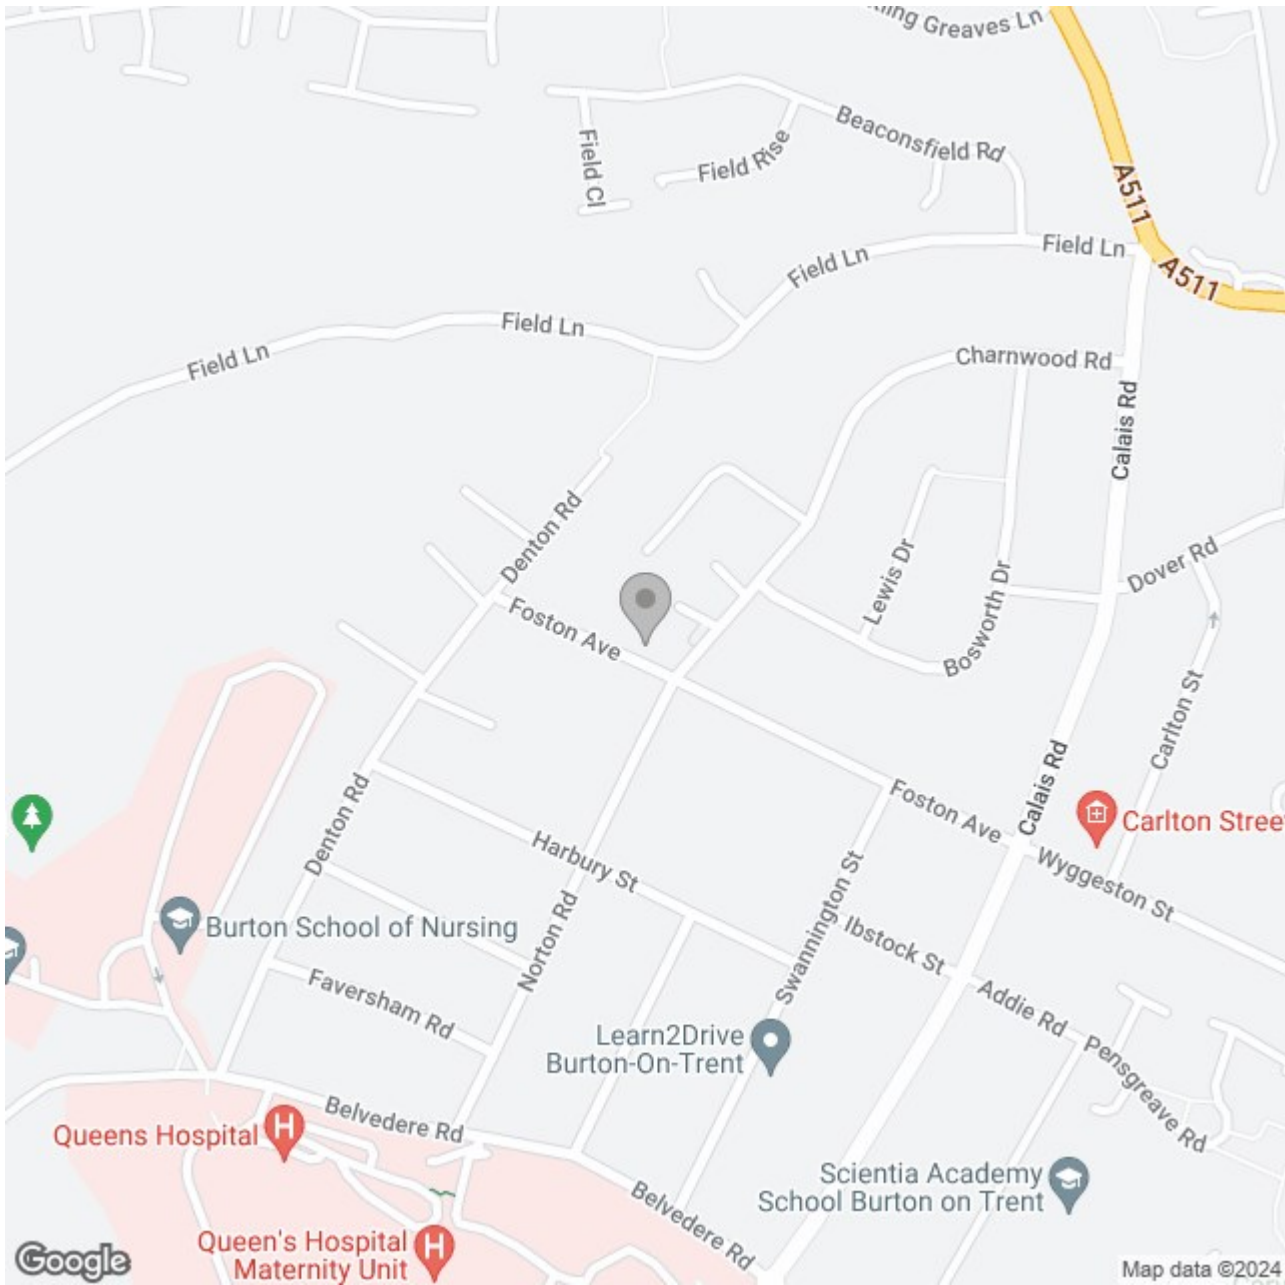 Greaves Ln
Beaconsfield Rd
Field Rise
Field Cl
A511
Field Ln
Field Ln
A511
Field Ln
Field Ln
Charnwood Rd
Calais Rd
Denton Rd
Dover Rd
Lewis Dr
Bosworth Dr
Foston Ave
Carlton St
Calais Rd
Foston Ave
Denton Rd
Carlton Stree
Harbury St
Wyggeston St
Swannington St
Burton School of Nursing
Norton Rd
Ibstock St
Faversham Rd
Addie Rd
Learn2Drive
Burton-On-Trent
Pensgreave Rd
Belvedere Rd
Queens Hospital H
Scientia Academy
School Burton on Trent
Belvedere Rd
Queen's Hospital
Maternity Unit H
Google
Map data ©2024